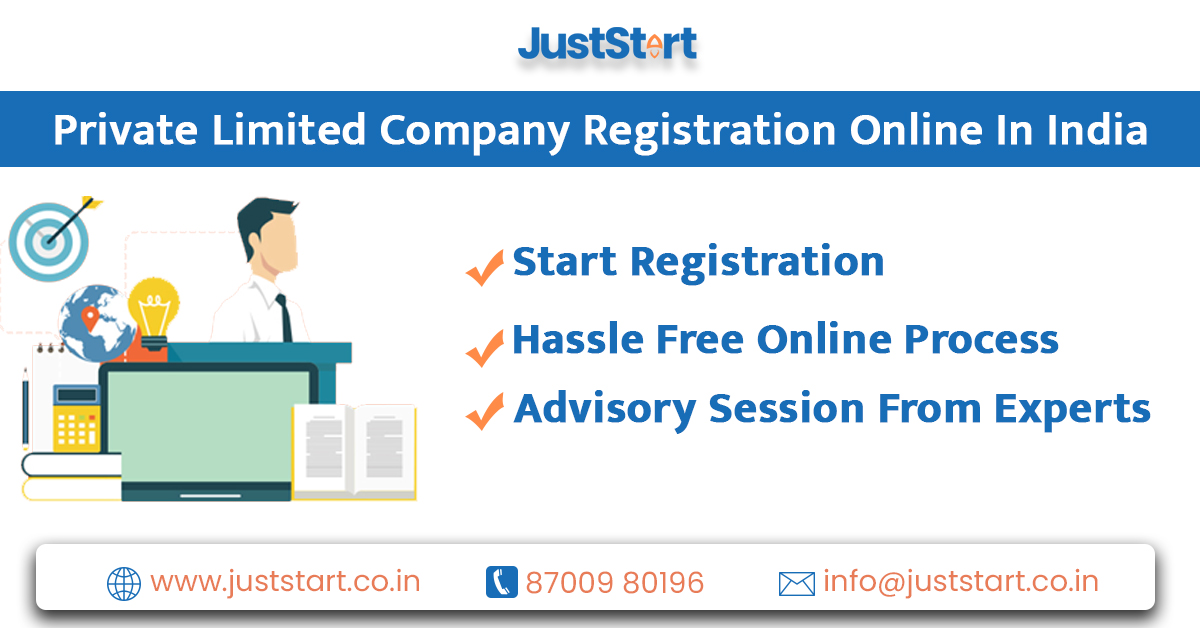 JustStart
Private Limited Company Registration Online In India
Start Registration
Hassle Free Online Process
Advisory Session From Experts
www.juststart.co.in
87009 80196
info@juststart.co.in